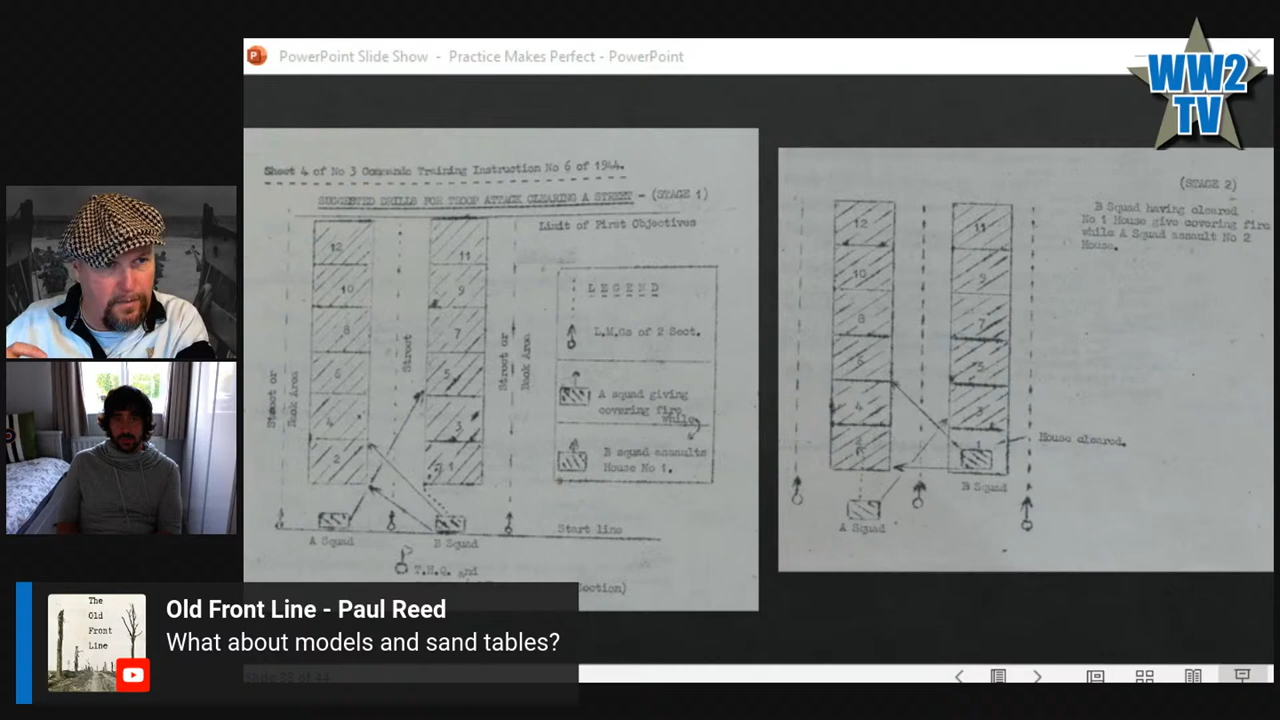 PowerPoint Slide Show - Practice Makes Perfect - PowerPoint
WW2
TV
Sheet 4 of No 3 Commando Training Instruction No 6 of 1944.
SUGGESTED DRILLS FOR TROOP ATTACK CLEARING A STREET - (STAGE 1)
Limit of First Objectives
12
11
10
9
8
7
6
5
4
3
2
1
Street or
Back Area
Street
Street or
Back Area
LEGEND
L.M.Gs of 2 Sect.
A squad giving
covering fire
while
B squad assaults
House No 1.
Start line
A Squad
B Squad
T.H.Q. and
Section)
(STAGE 2)
B Squad having cleared
No 1 House give covering fire
while A Squad assault No 2
House.
12
11
10
9
8
7
6
5
4
3
2
1
House cleared.
B Squad
A Squad
The
Old
Front
Line
Old Front Line - Paul Reed
What about models and sand tables?